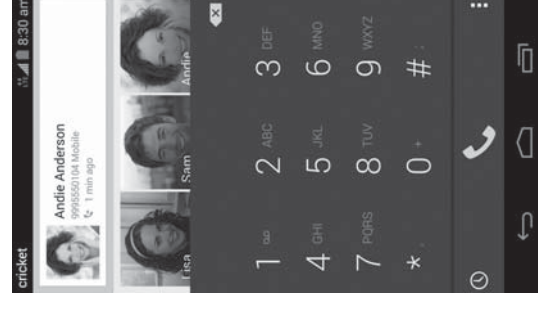 cricket LTE 8:30 am
Andie Anderson
9995550104 Mobile
1 min ago
Lisa Sam Andie
1 2 ABC 3 DEF
4 GHI 5 JKL 6 MNO
7 PQRS 8 TUV 9 WXYZ
* , 0 + # ;